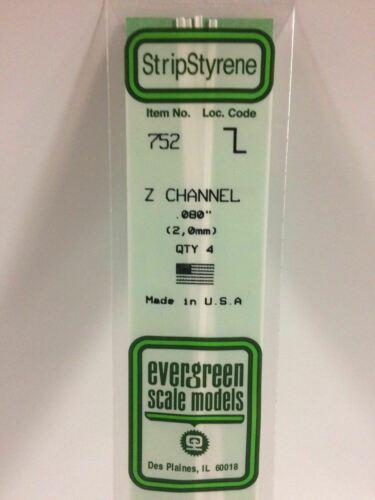 StripStyrene
Item No. Loc. Code
752
Z CHANNEL
.080"
(2,0mm)
QTY 4
Made in U.S.A
evergreen
scale models
Des Plaines, IL 60018